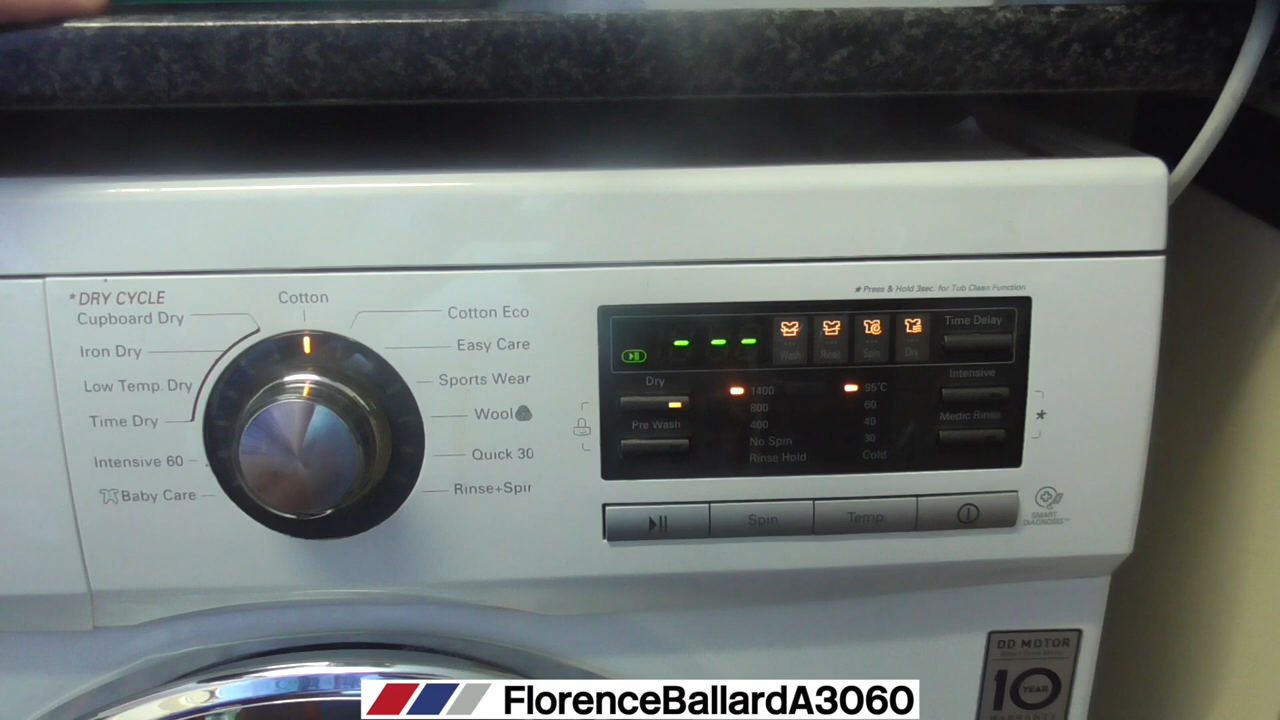 * Press & Hold 3sec. for Tub Clean Function
* DRY CYCLE
Cupboard Dry
Iron Dry
Low Temp. Dry
Time Dry
Intensive 60
Baby Care
Cotton
Cotton Eco
Easy Care
Sports Wear
Wool
Quick 30
Rinse+Spin
Wash
Rinse
Spin
Dry
Time Delay
Dry
Pre Wash
1400
800
400
No Spin
Rinse Hold
95°C
60
40
30
Cold
Intensive
Medic Rinse
*
Spin
Temp.
SMART
DIAGNOSIS™
DD MOTOR
10
YEAR
WARRANTY
FlorenceBallardA3060